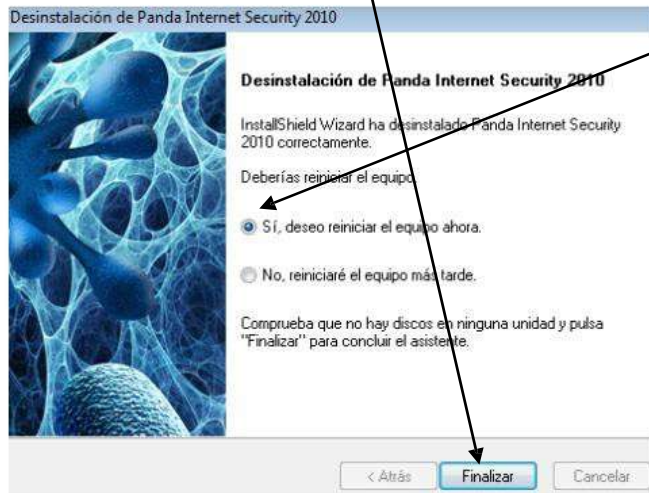 Desinstalación de Panda Internet Security 2010
Desinstalación de Panda Internet Security 2010
InstallShield Wizard ha desinstalado Panda Internet Security
2010 correctamente.
Deberías reiniciar el equipo.
Sí, deseo reiniciar el equipo ahora.
No, reiniciaré el equipo más tarde.
Comprueba que no hay discos en ninguna unidad y pulsa
"Finalizar" para concluir el asistente.
< Atrás Finalizar Cancelar